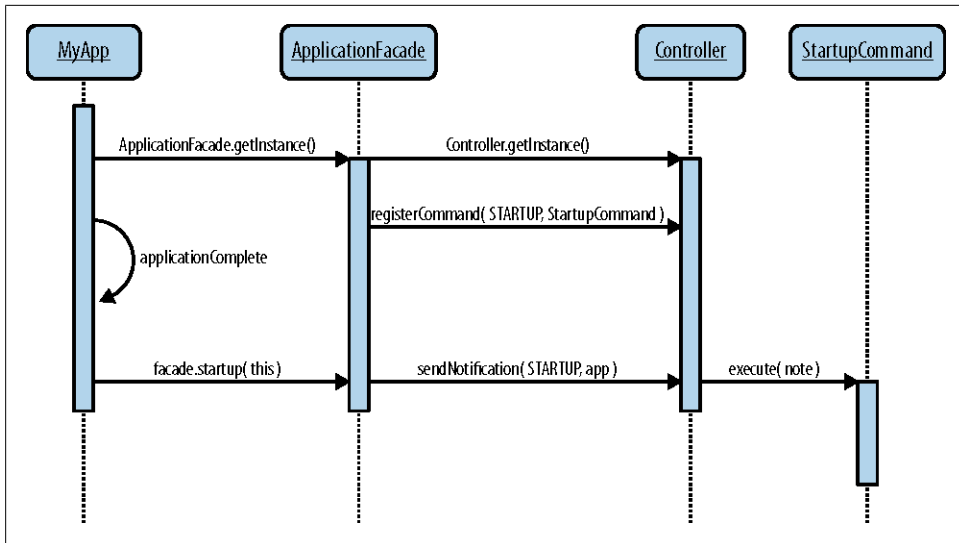 MyApp
ApplicationFacade
Controller
StartupCommand
ApplicationFacade.getInstance()
Controller.getInstance()
registerCommand( STARTUP, StartupCommand )
applicationComplete
facade.startup( this )
sendNotification( STARTUP, app )
execute( note )